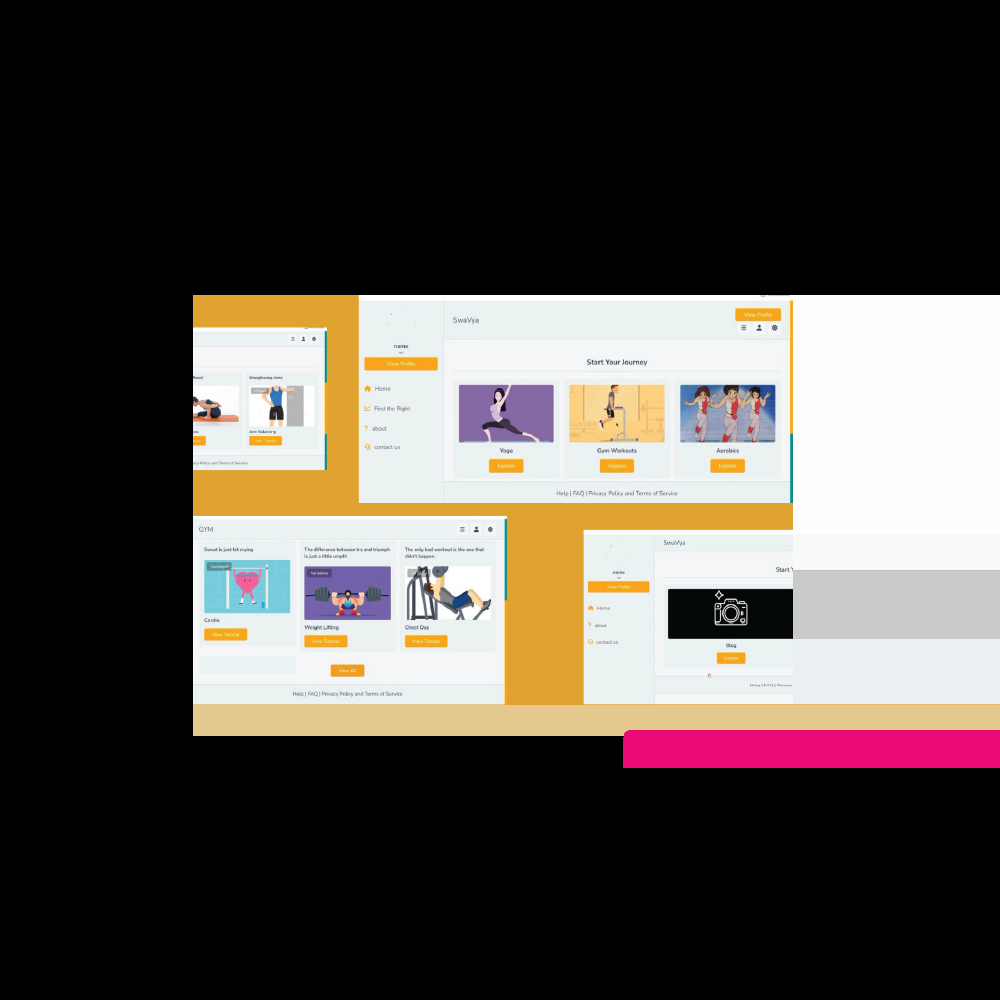 Strengthening Arms
Arm Balancing
View Tutorial
Policy and Terms of Service
name
View Profile
Home
Find the Right
about
contact us
SwaVya
View Profile
Start Your Journey
Yoga
Gym Workouts
Aerobics
Explore
Explore
Explore
Help | FAQ | Privacy Policy and Terms of Service
GYM
Sweat is just fat crying
The difference between try and triumph
is just a little umph!
The only bad workout is the one that
didn't happen
Variations
Variations
Cardio
Weight Lifting
Chest Day
View Tutorial
View Tutorial
View Tutorial
View All
Help | FAQ | Privacy Policy and Terms of Service
name
View Profile
Home
about
contact us
SwaVya
Start
Blog
Explore
Help | FAQ | Privacy